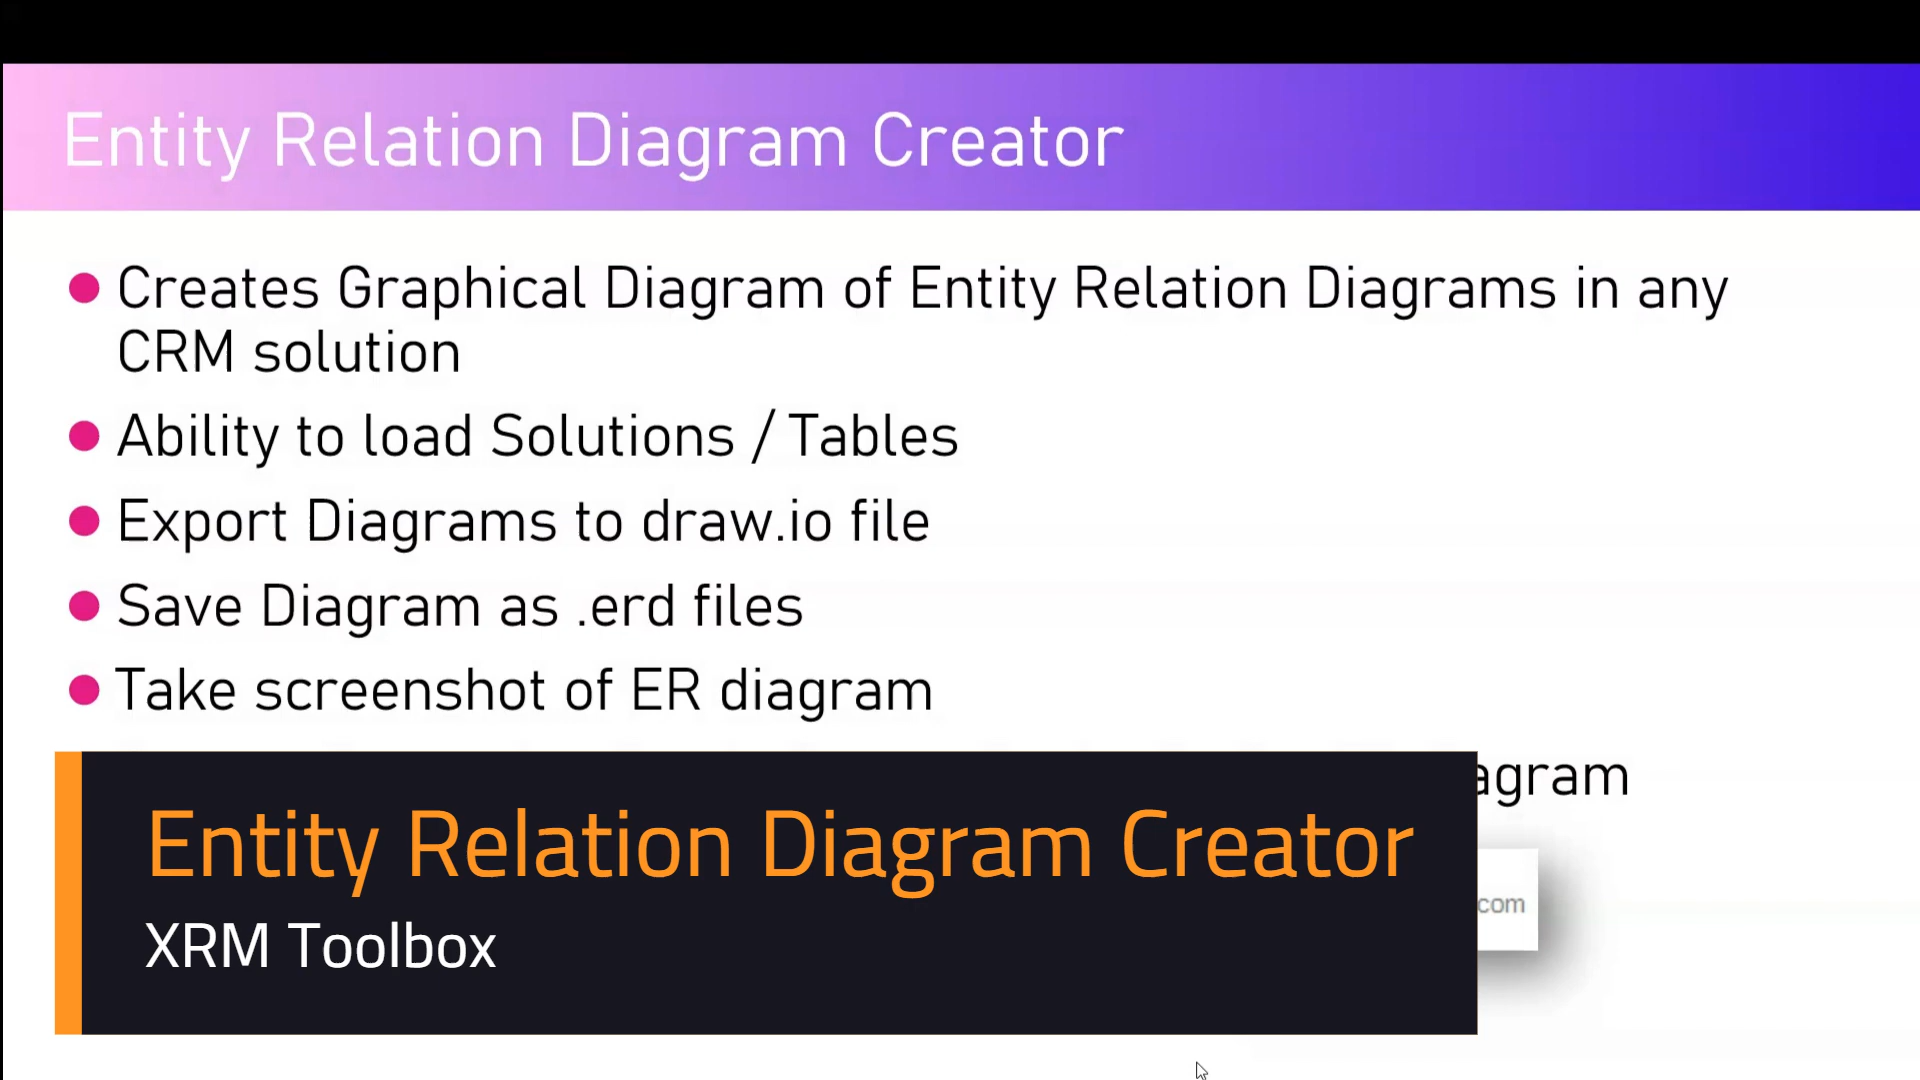 Entity Relation Diagram Creator
Creates Graphical Diagram of Entity Relation Diagrams in any
CRM solution
Ability to load Solutions / Tables
Export Diagrams to draw.io file
Save Diagram as .erd files
Take screenshot of ER diagram
agram
Entity Relation Diagram Creator
com
XRM Toolbox